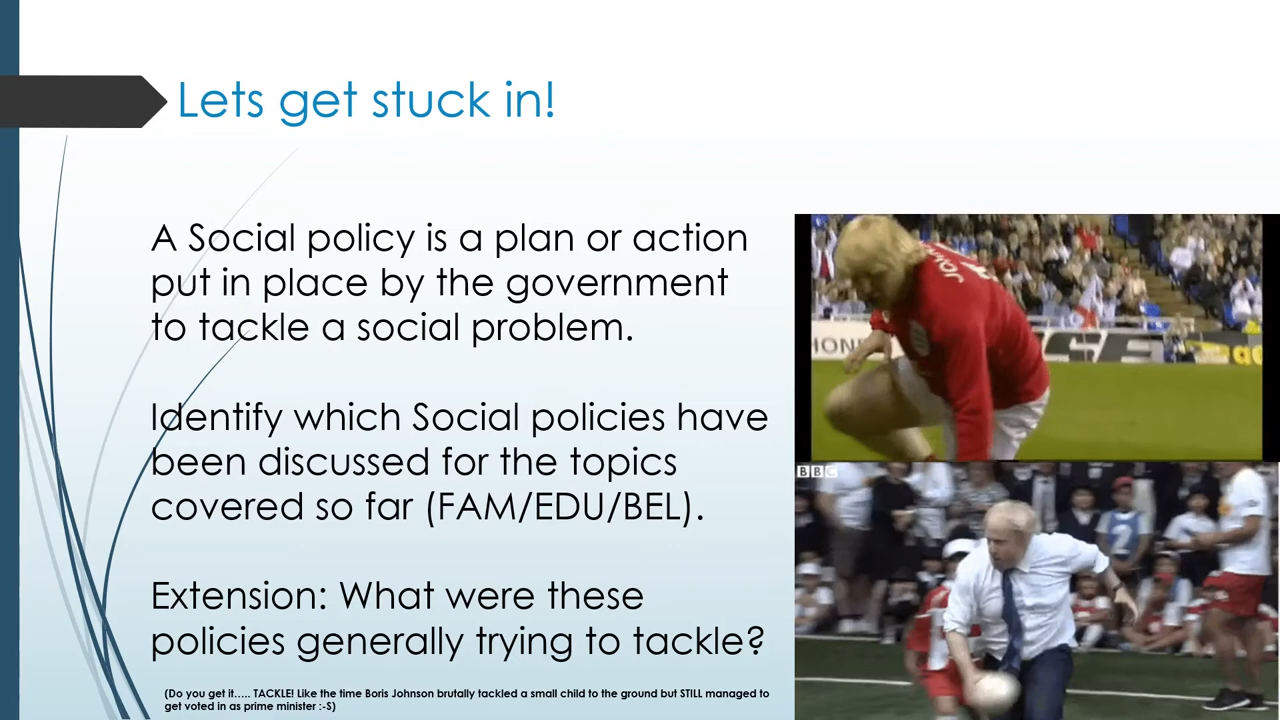 Lets get stuck in!
A Social policy is a plan or action
put in place by the government
to tackle a social problem.
Identify which Social policies have
been discussed for the topics
covered so far (FAM/EDU/BEL).
Extension: What were these
policies generally trying to tackle?
(Do you get it..... TACKLE! Like the time Boris Johnson brutally tackled a small child to the ground but STILL managed to
get voted in as prime minister :-S)
BBC
2